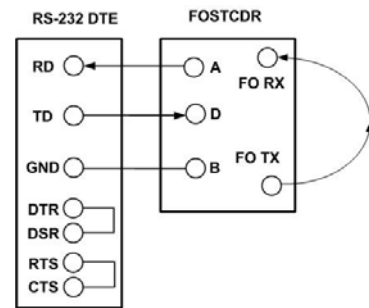 RS-232 DTE
FOSTCDR
RD
TD
GND
DTR
DSR
RTS
CTS
A
D
B
FO RX
FO TX